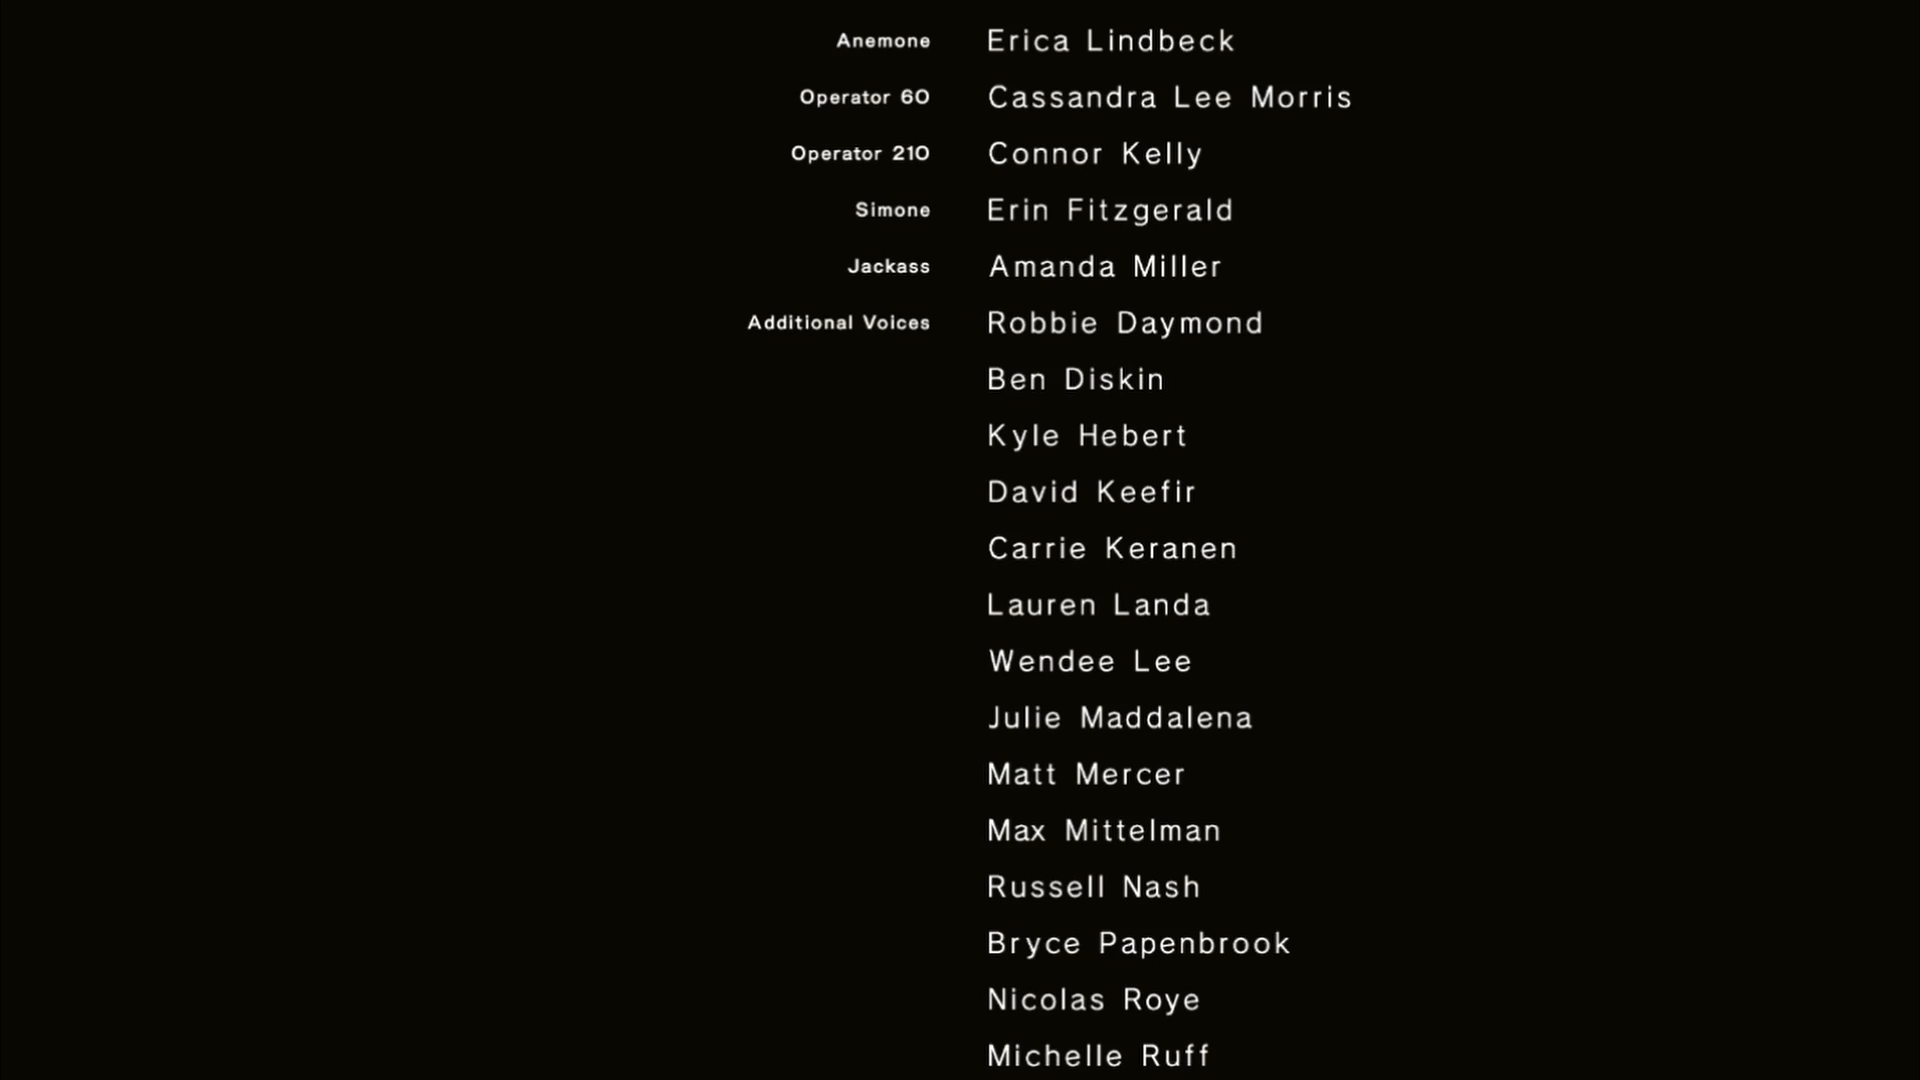 Anemone Erica Lindbeck
Operator 6O Cassandra Lee Morris
Operator 21O Connor Kelly
Simone Erin Fitzgerald
Jackass Amanda Miller
Additional Voices Robbie Daymond
Ben Diskin
Kyle Hebert
David Keefir
Carrie Keranen
Lauren Landa
Wendee Lee
Julie Maddalena
Matt Mercer
Max Mittelman
Russell Nash
Bryce Papenbrook
Nicolas Roye
Michelle Ruff